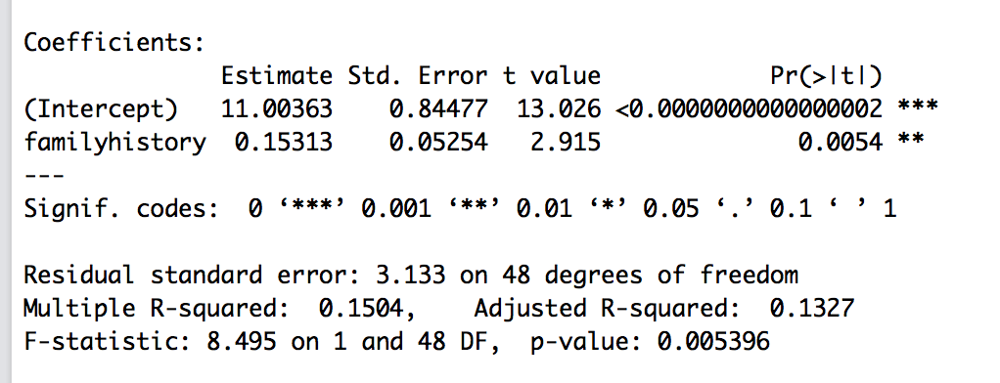 Coefficients:
Estimate Std. Error t value Pr(>|t|)
(Intercept) 11.00363 0.84477 13.026 <0.0000000000000002 ***
familyhistory 0.15313 0.05254 2.915 0.0054 **
---
Signif. codes: 0 ‘***’ 0.001 ‘**’ 0.01 ‘*’ 0.05 ‘.’ 0.1 ‘ ’ 1
Residual standard error: 3.133 on 48 degrees of freedom
Multiple R-squared: 0.1504, Adjusted R-squared: 0.1327
F-statistic: 8.495 on 1 and 48 DF, p-value: 0.005396